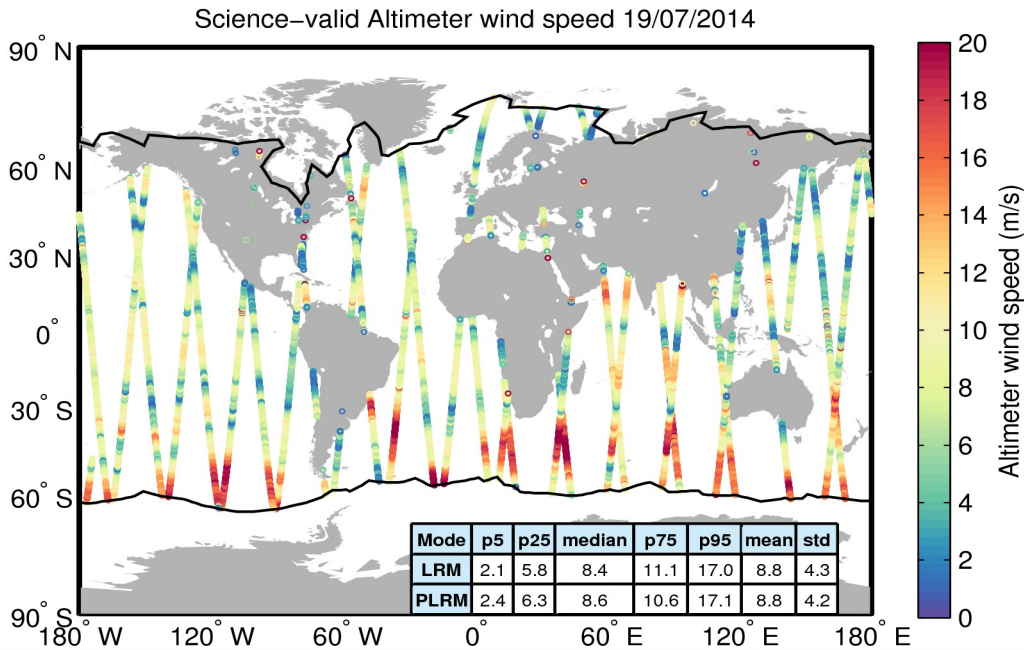 Science−valid Altimeter wind speed 19/07/2014
90° N
60° N
30° N
0°
30° S
60° S
90° S
180° W
120° W
60° W
0°
60° E
120° E
180° E
Mode p5 p25 median p75 p95 mean std
LRM 2.1 5.8 8.4 11.1 17.0 8.8 4.3
PLRM 2.4 6.3 8.6 10.6 17.1 8.8 4.2
20
18
16
14
12
10
8
6
4
2
0
Altimeter wind speed (m/s)